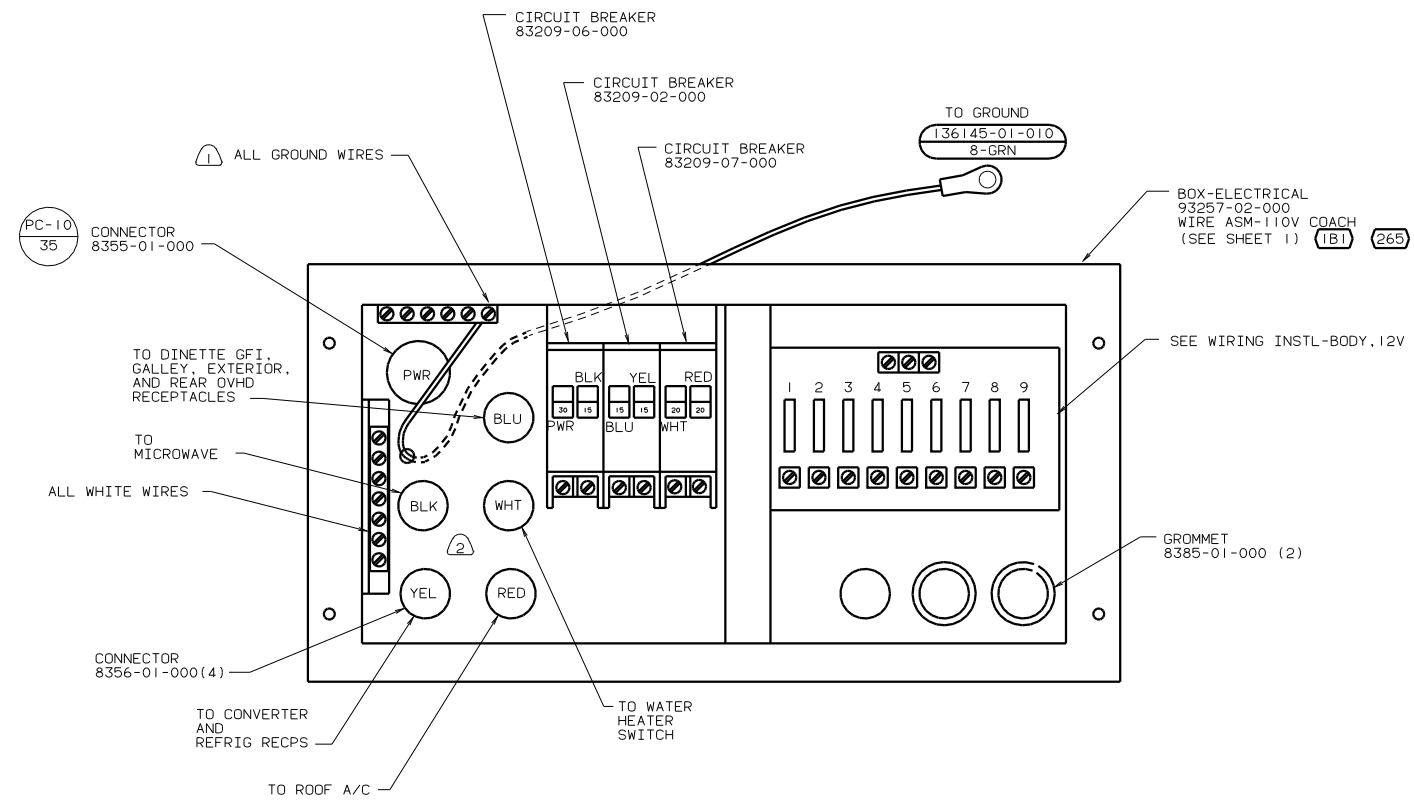 CIRCUIT BREAKER
83209-06-000
CIRCUIT BREAKER
83209-02-000
CIRCUIT BREAKER
83209-07-000
TO GROUND
136145-01-010
8-GRN
1 ALL GROUND WIRES
PC-10
35
CONNECTOR
8355-01-000
BOX-ELECTRICAL
93257-02-000
WIRE ASM-110V COACH
(SEE SHEET 1) 1B1 265
TO DINETTE GFI,
GALLEY, EXTERIOR,
AND REAR OVHD
RECEPTACLES
SEE WIRING INSTL-BODY, 12V
PWR
BLU
BLK YEL RED
30 15 15 15 20 20
PWR BLU WHT
1 2 3 4 5 6 7 8 9
TO
MICROWAVE
ALL WHITE WIRES
BLK
WHT
2
YEL
RED
GROMMET
8385-01-000 (2)
CONNECTOR
8356-01-000(4)
TO CONVERTER
AND
REFRIG RECPS
TO WATER
HEATER
SWITCH
TO ROOF A/C